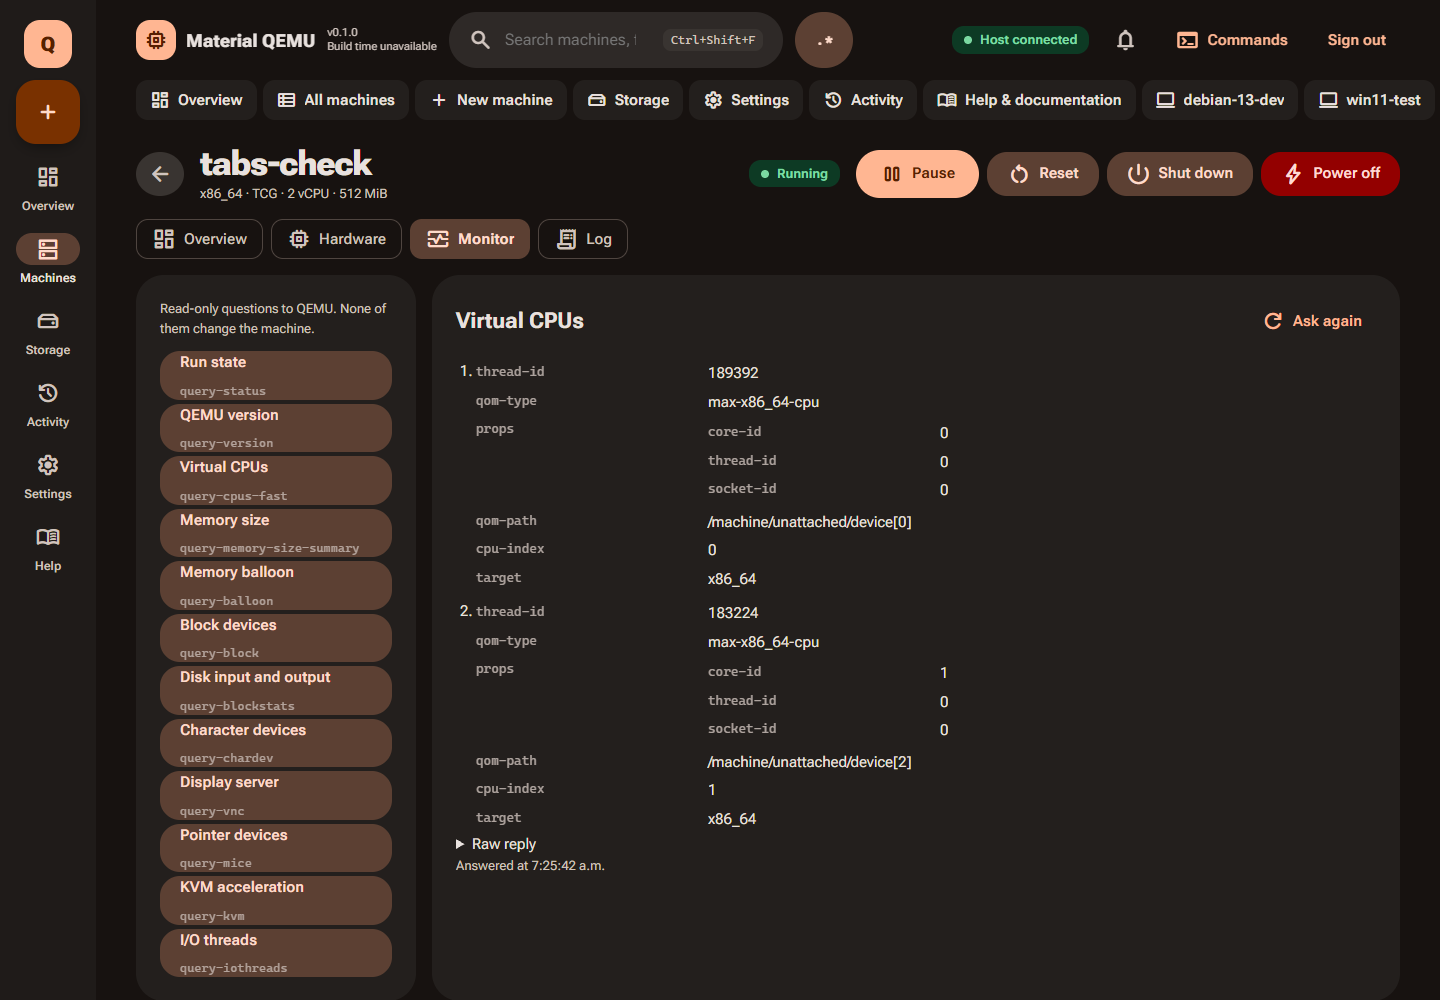 Q
Material QEMU
v0.1.0
Build time unavailable
Search machines,
Ctrl+Shift+F
.*
Host connected
Commands
Sign out
Overview
All machines
New machine
Storage
Settings
Activity
Help & documentation
debian-13-dev
win11-test
Overview
Machines
Storage
Activity
Settings
Help
tabs-check
x86_64 · TCG · 2 vCPU · 512 MiB
Running
Pause
Reset
Shut down
Power off
Overview
Hardware
Monitor
Log
Read-only questions to QEMU. None of
them change the machine.
Run state
query-status
QEMU version
query-version
Virtual CPUs
query-cpus-fast
Memory size
query-memory-size-summary
Memory balloon
query-balloon
Block devices
query-block
Disk input and output
query-blockstats
Character devices
query-chardev
Display server
query-vnc
Pointer devices
query-mice
KVM acceleration
query-kvm
I/O threads
query-iothreads
Virtual CPUs
Ask again
1. thread-id 189392
qom-type max-x86_64-cpu
props core-id 0
thread-id 0
socket-id 0
qom-path /machine/unattached/device[0]
cpu-index 0
target x86_64
2. thread-id 183224
qom-type max-x86_64-cpu
props core-id 1
thread-id 0
socket-id 0
qom-path /machine/unattached/device[2]
cpu-index 1
target x86_64
Raw reply
Answered at 7:25:42 a.m.